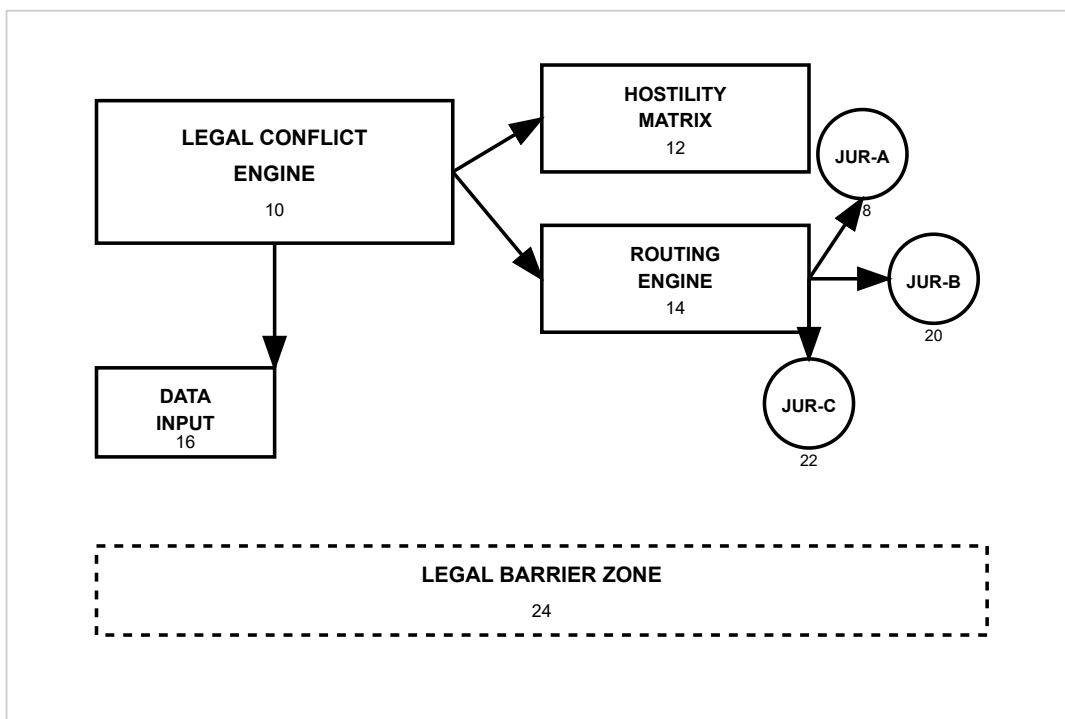 LEGAL CONFLICT
ENGINE
10
HOSTILITY
MATRIX
12
JUR-A
8
ROUTING
ENGINE
14
JUR-B
20
DATA
INPUT
16
JUR-C
22
LEGAL BARRIER ZONE
24